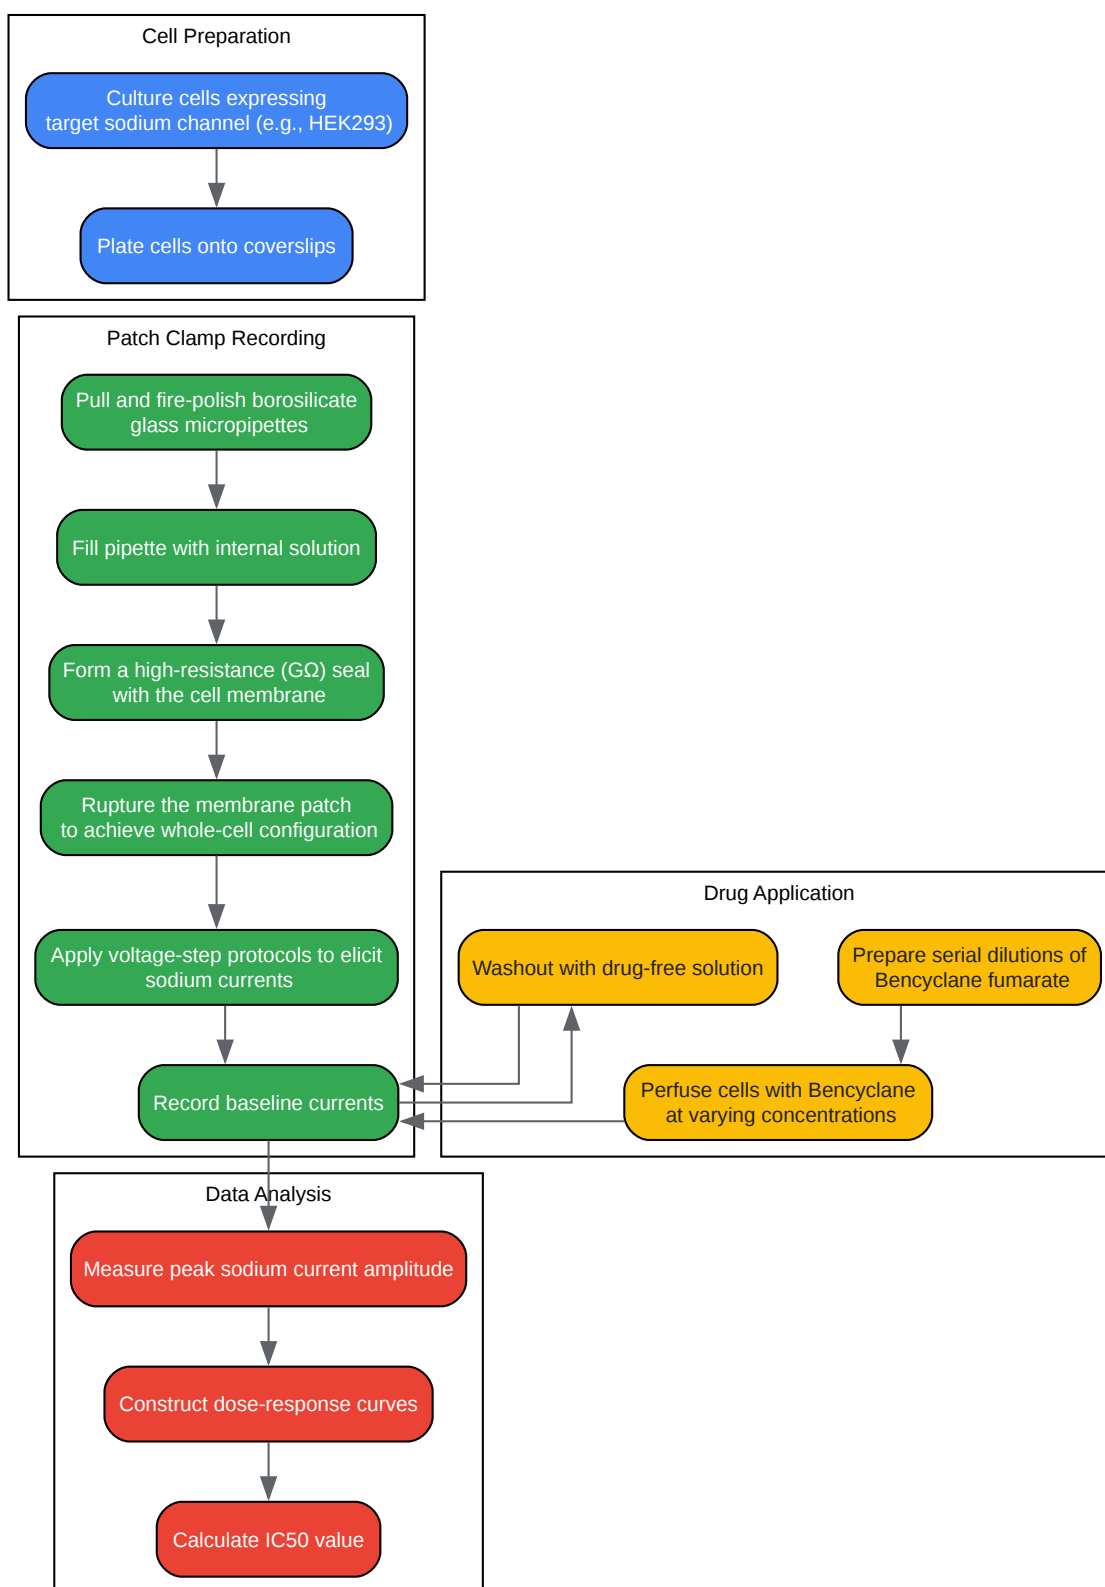 Cell Preparation
Culture cells expressing
target sodium channel (e.g., HEK293)
Plate cells onto coverslips
Patch Clamp Recording
Pull and fire-polish borosilicate
glass micropipettes
Fill pipette with internal solution
Form a high-resistance (GΩ) seal
with the cell membrane
Rupture the membrane patch
to achieve whole-cell configuration
Apply voltage-step protocols to elicit
sodium currents
Record baseline currents
Drug Application
Washout with drug-free solution
Prepare serial dilutions of
Bencyclane fumarate
Perfuse cells with Bencyclane
at varying concentrations
Data Analysis
Measure peak sodium current amplitude
Construct dose-response curves
Calculate IC50 value